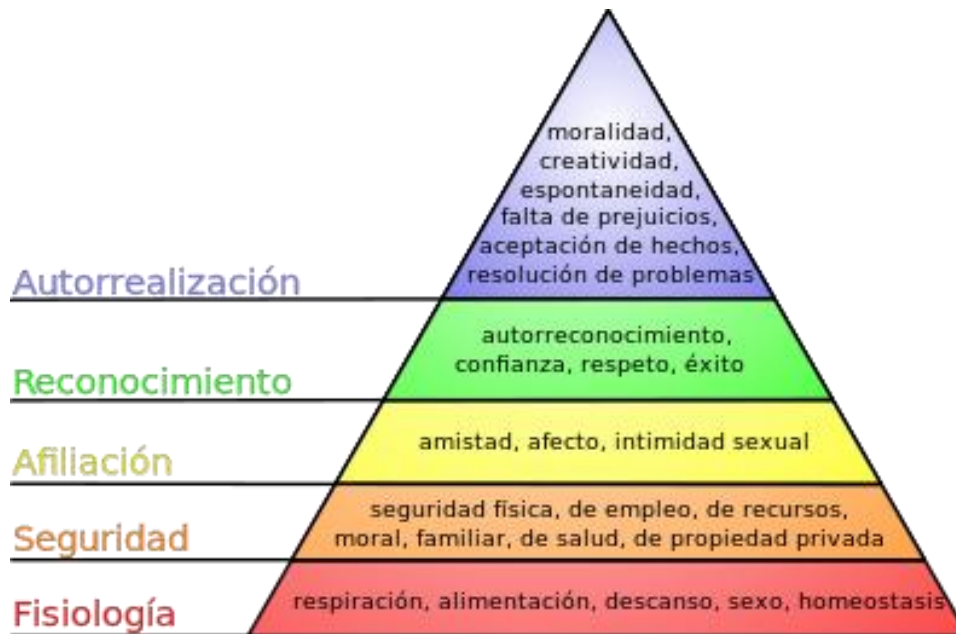 moralidad,
creatividad,
espontaneidad,
falta de prejuicios,
aceptación de hechos,
resolución de problemas
Autorrealización
autorreconocimiento,
confianza, respeto, éxito
Reconocimiento
amistad, afecto, intimidad sexual
Afiliación
seguridad física, de empleo, de recursos,
moral, familiar, de salud, de propiedad privada
Seguridad
respiración, alimentación, descanso, sexo, homeostasis
Fisiología